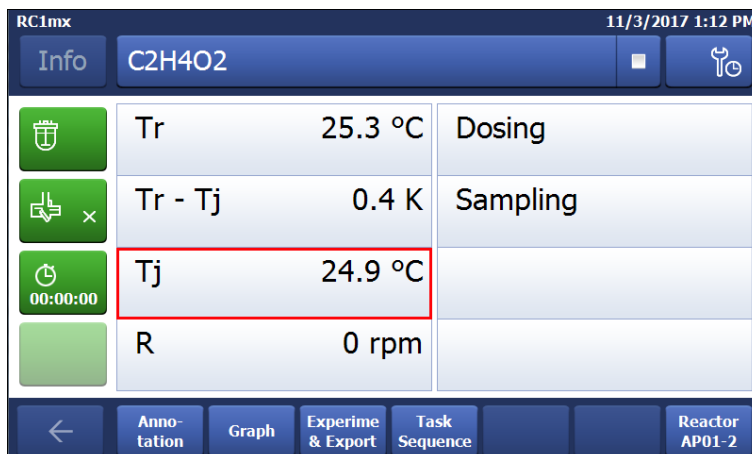 RC1mx 11/3/2017 1:12 PM
Info C2H4O2
Tr 25.3 °C Dosing
Tr - Tj 0.4 K Sampling
Tj 24.9 °C
00:00:00
R 0 rpm
Anno-
tation
Graph
Experime
& Export
Task
Sequence
Reactor
AP01-2